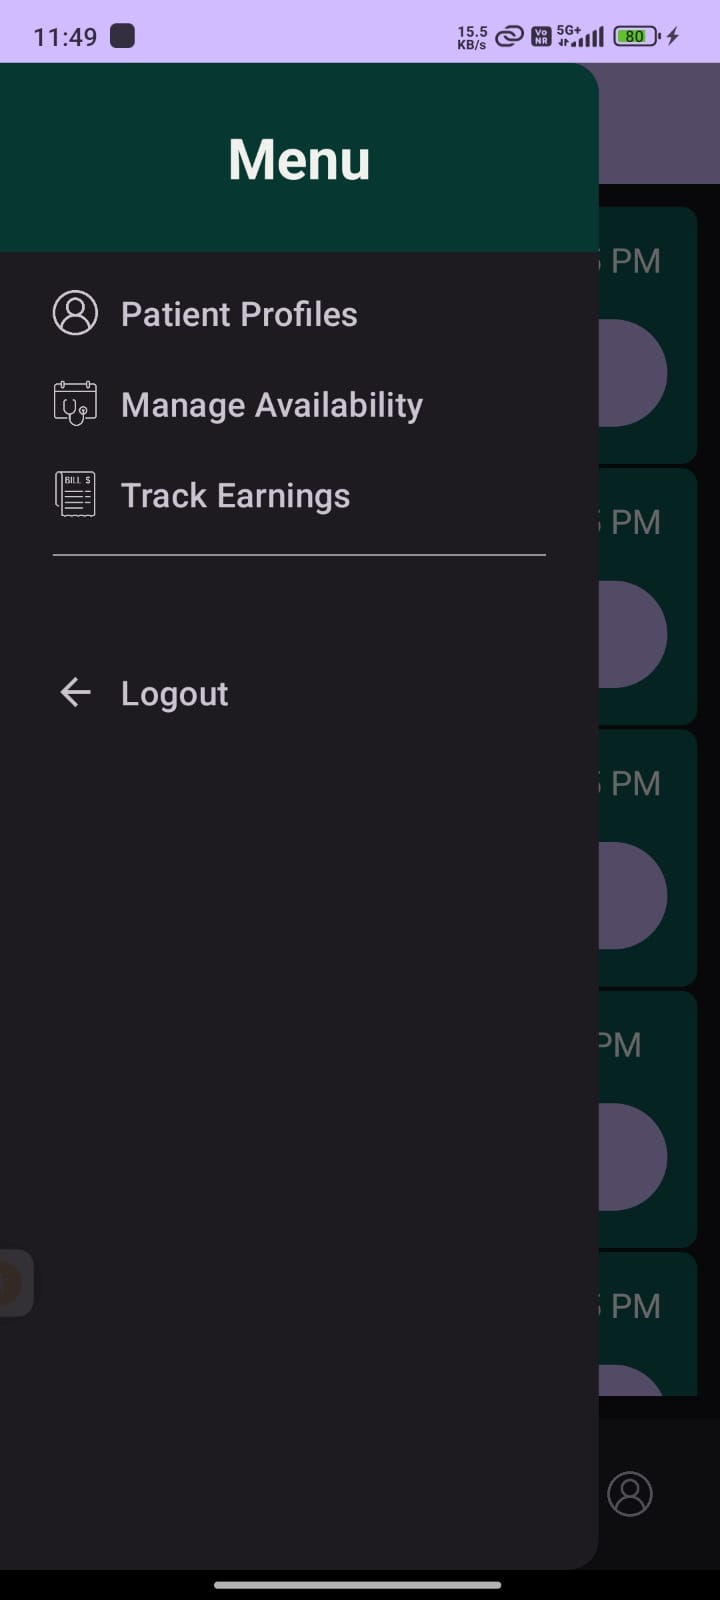 11:49
15.5
KB/s
Vo
NR
5G+
80
Menu
PM
Patient Profiles
Manage Availability
BILL $
Track Earnings
PM
Logout
PM
PM
PM